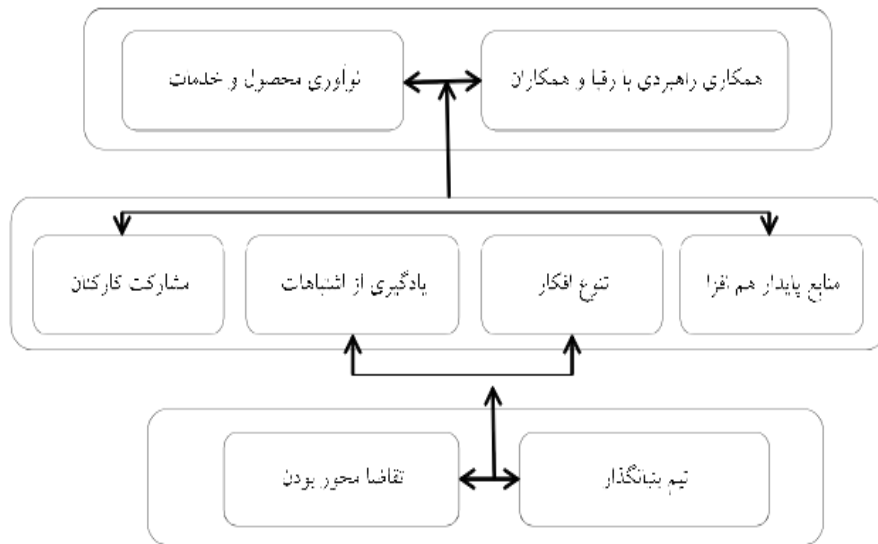 همکاری راهبردی با رقبا و همکاران
نوآوری محصول و خدمات
منابع پایدار هم افزا
تنوع افکار
یادگیری از اشتباهات
مشارکت کارکنان
تیم بنیانگذار
تقاضا محور بودن